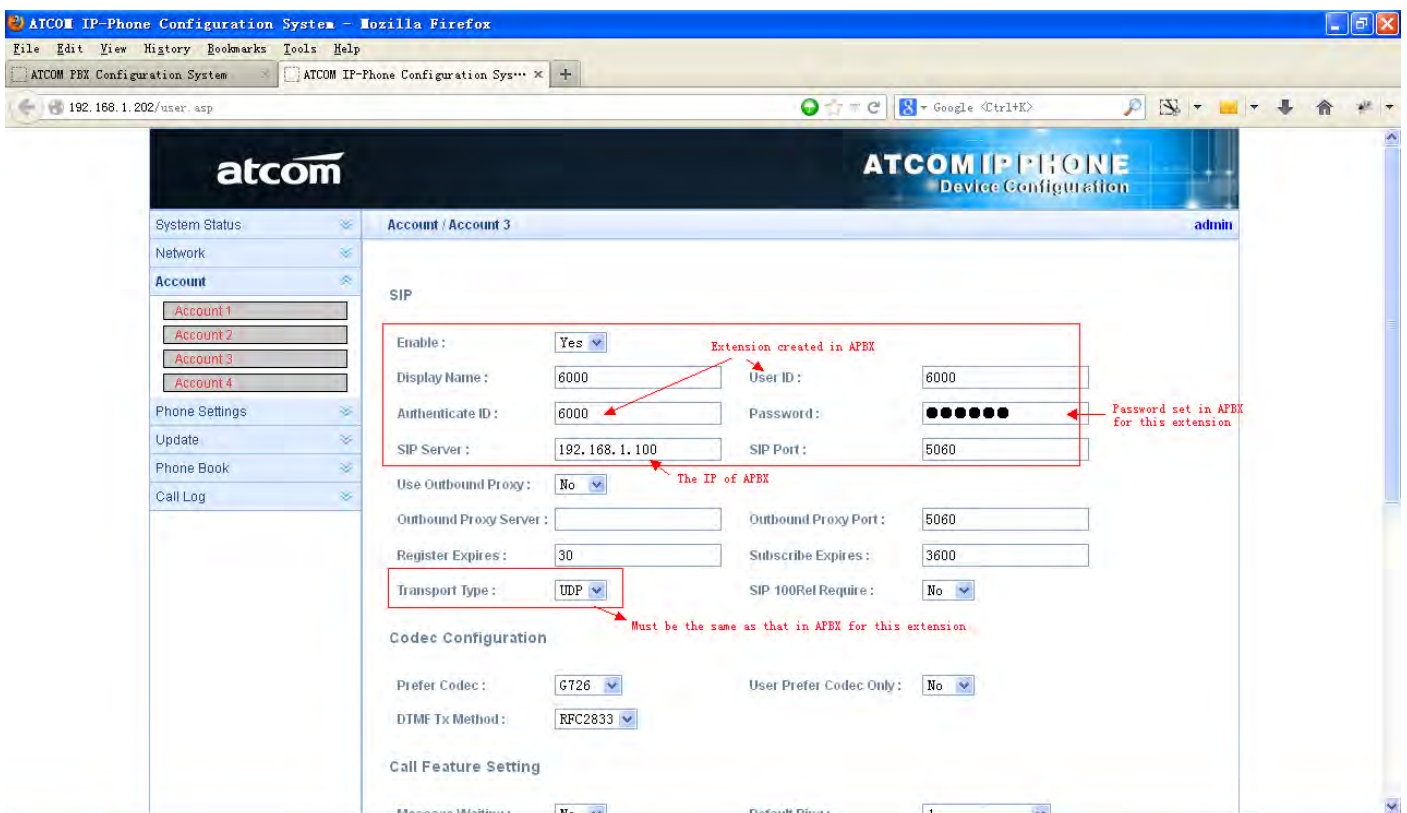 ATCOM IP-Phone Configuration System - Mozilla Firefox
File Edit View History Bookmarks Tools Help
ATCOM PBX Configuration System × ATCOM IP-Phone Configuration Sys… × +
192.168.1.202/user.asp Google <Ctrl+K>
atcom
ATCOM IP PHONE
Device Configuration
System Status
Account / Account 3 admin
Network
Account
Account 1
Account 2
Account 3
Account 4
Phone Settings
Update
Phone Book
Call Log
SIP
Enable : Yes
Extension created in APBX
Display Name : 6000 User ID : 6000
Authenticate ID : 6000 Password : ●●●●●●
Password set in APBX
for this extension
SIP Server : 192.168.1.100 SIP Port : 5060
The IP of APBX
Use Outbound Proxy : No
Outbound Proxy Server : Outbound Proxy Port : 5060
Register Expires : 30 Subscribe Expires : 3600
Transport Type : UDP SIP 100Rel Require : No
Must be the same as that in APBX for this extension
Codec Configuration
Prefer Codec : G726 User Prefer Codec Only : No
DTMF Tx Method : RFC2833
Call Feature Setting